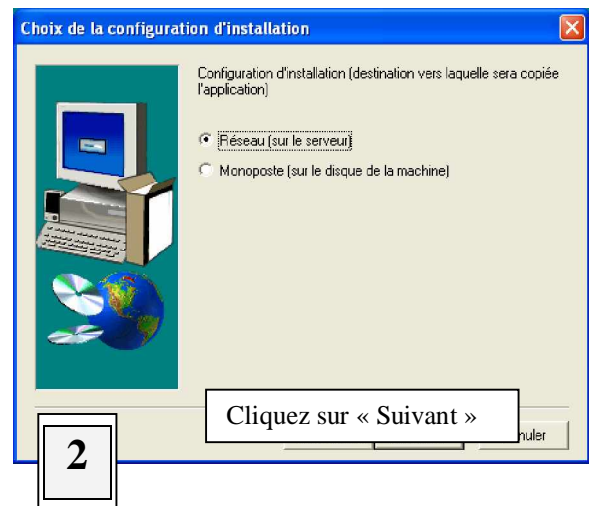 Choix de la configuration d'installation
Configuration d'installation (destination vers laquelle sera copiée
l'application)
Réseau (sur le serveur)
Monoposte (sur le disque de la machine)
Cliquez sur « Suivant »
nuler
2